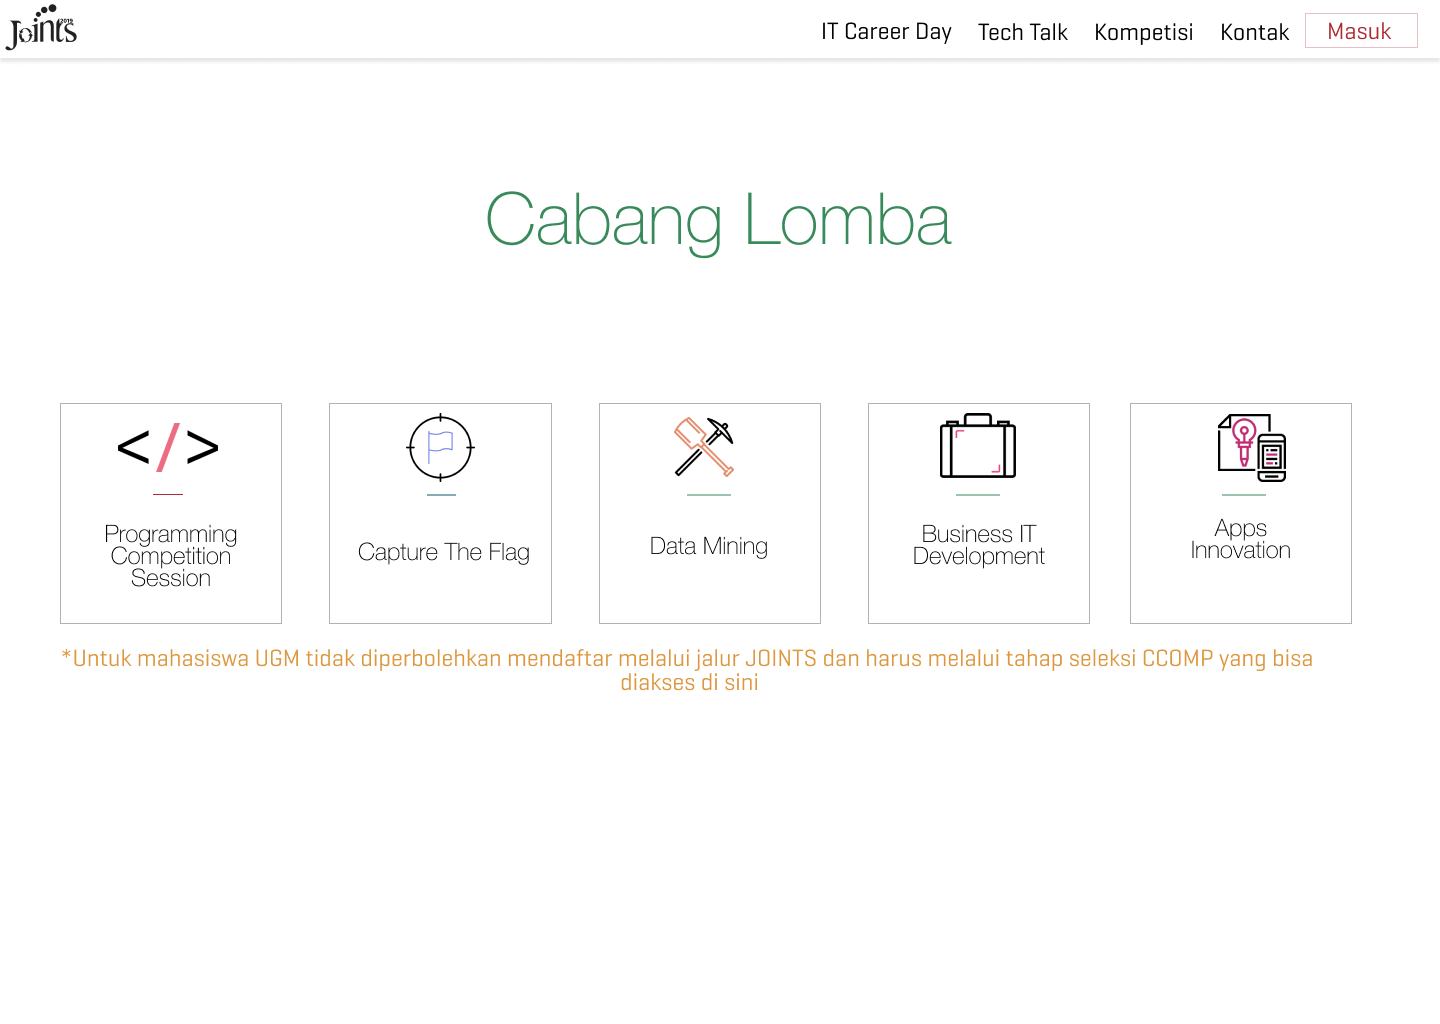 Joints 2019
IT Career Day
Tech Talk
Kompetisi
Kontak
Masuk
Cabang Lomba
</>
Programming
Competition
Session
Capture The Flag
Data Mining
Business IT
Development
Apps
Innovation
*Untuk mahasiswa UGM tidak diperbolehkan mendaftar melalui jalur JOINTS dan harus melalui tahap seleksi CCOMP yang bisa
diakses di sini